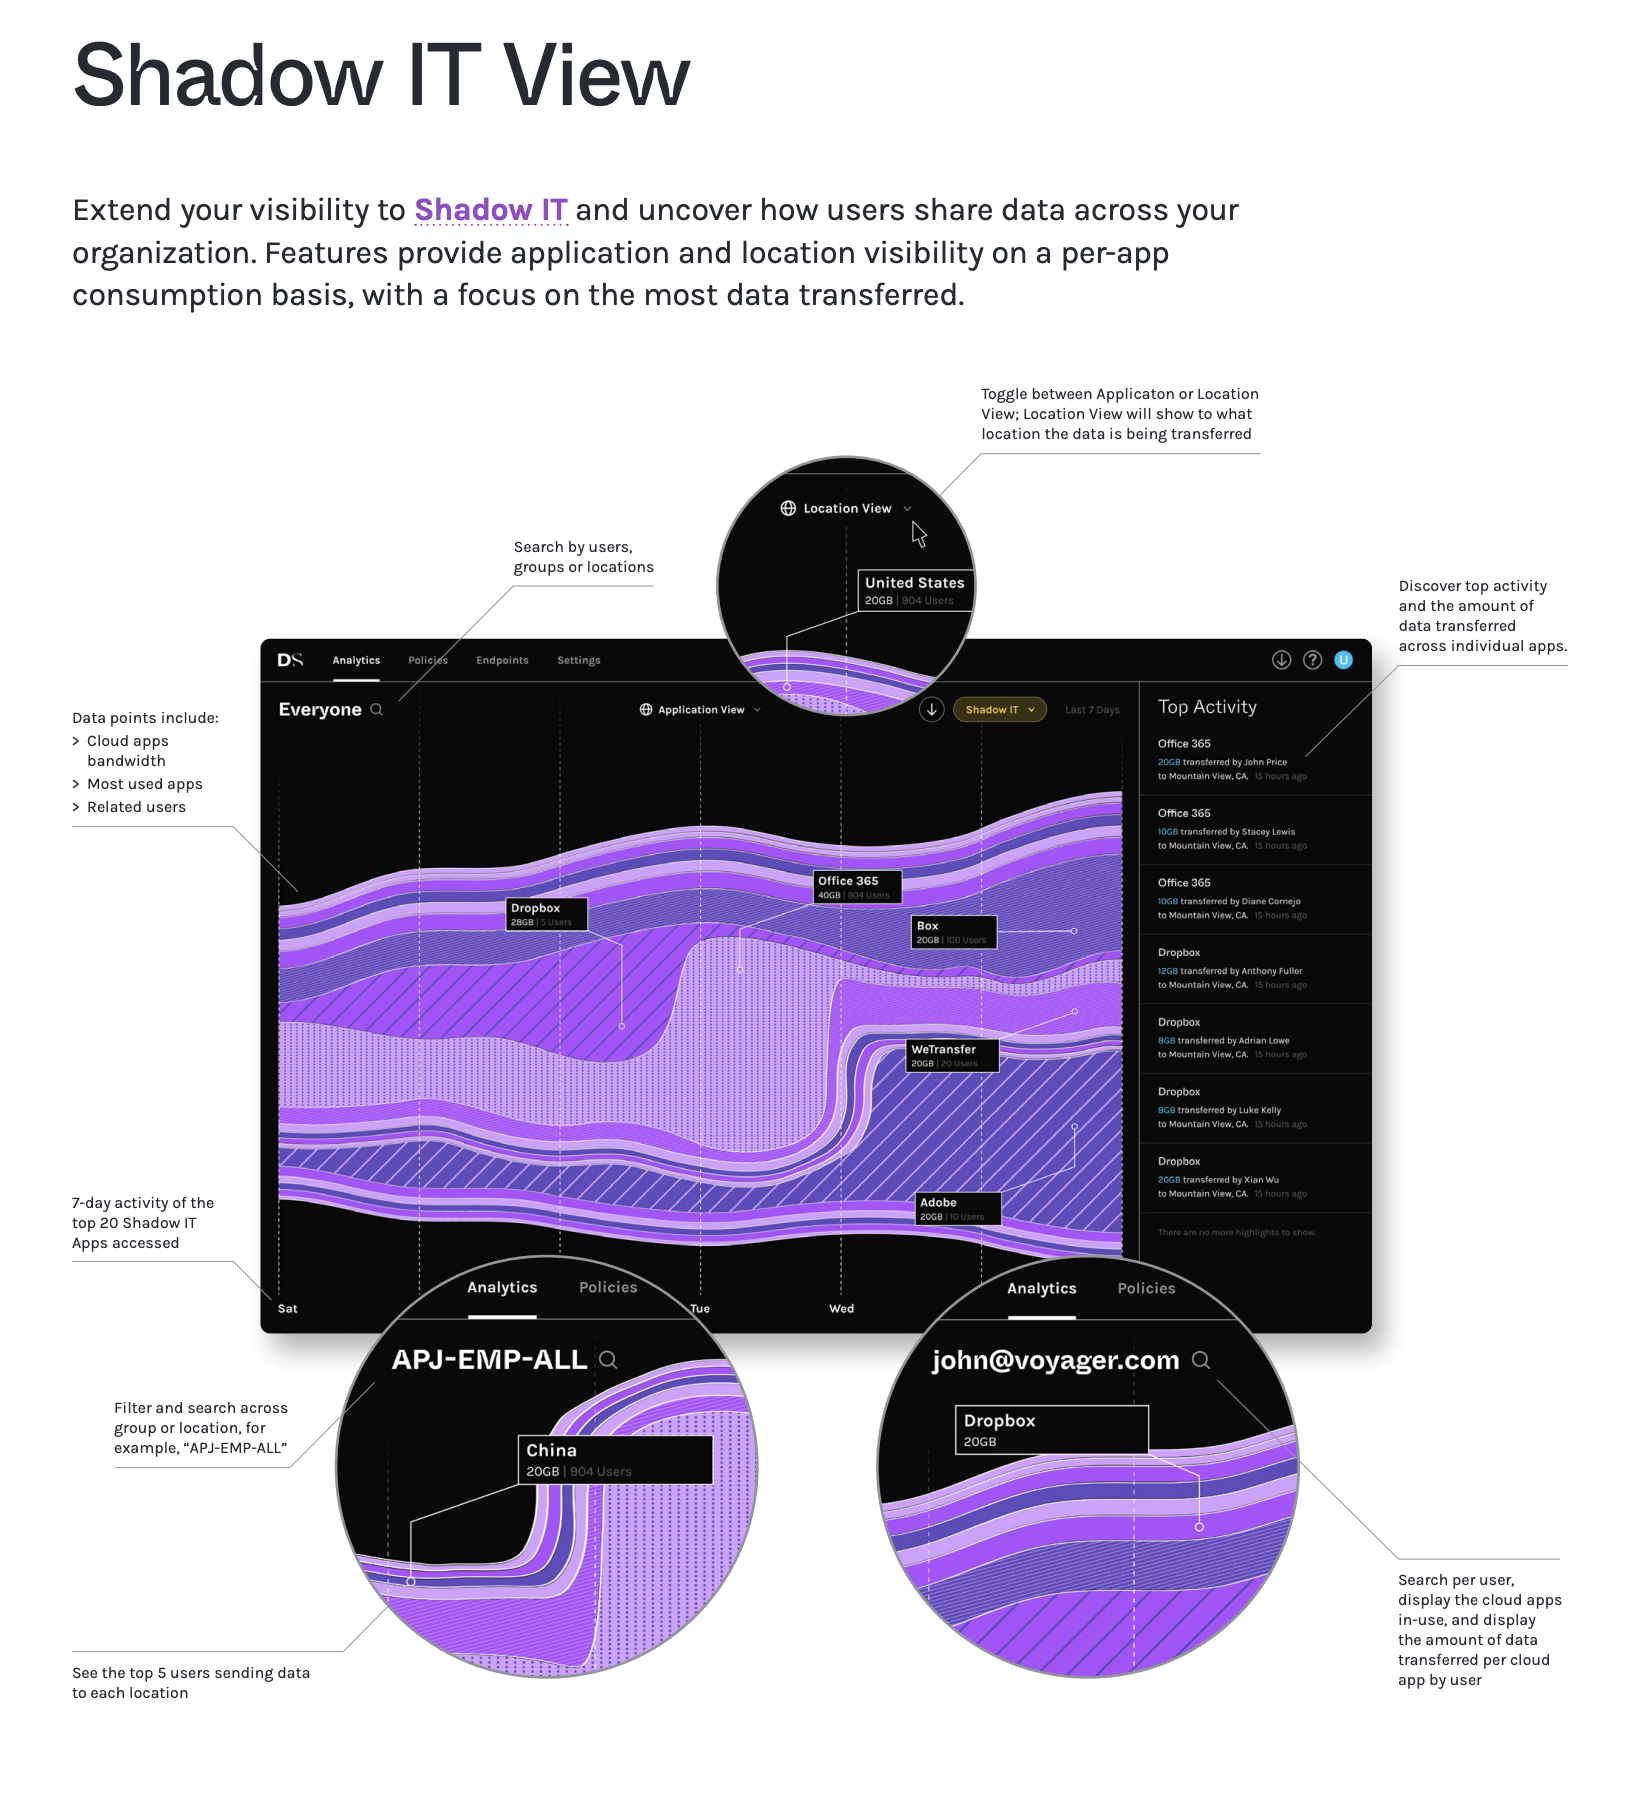 Shadow IT View
Extend your visibility to Shadow IT and uncover how users share data across your
organization. Features provide application and location visibility on a per-app
consumption basis, with a focus on the most data transferred.
Toggle between Applicaton or Location
View; Location View will show to what
location the data is being transferred
Location View
United States
20GB | 904 Users
Search by users,
groups or locations
Discover top activity
and the amount of
data transferred
across individual apps.
DS
Analytics
Policies
Endpoints
Settings
?
U
Everyone
Application View
Shadow IT
Last 7 Days
Data points include:
> Cloud apps
bandwidth
> Most used apps
> Related users
Dropbox
28GB | 5 Users
Office 365
40GB | 904 Users
Box
20GB | 100 Users
WeTransfer
20GB | 20 Users
Adobe
20GB | 10 Users
Top Activity
Office 365
20GB transferred by John Price
to Mountain View, CA. 15 hours ago
Office 365
10GB transferred by Stacey Lewis
to Mountain View, CA. 15 hours ago
Office 365
10GB transferred by Diane Cornejo
to Mountain View, CA. 15 hours ago
Dropbox
12GB transferred by Anthony Fuller
to Mountain View, CA. 15 hours ago
Dropbox
8GB transferred by Adrian Lowe
to Mountain View, CA. 15 hours ago
Dropbox
8GB transferred by Luke Kelly
to Mountain View, CA. 15 hours ago
Dropbox
20GB transferred by Xian Wu
to Mountain View, CA. 15 hours ago
There are no more highlights to show.
7-day activity of the
top 20 Shadow IT
Apps accessed
Sat
Tue
Wed
Analytics
Policies
APJ-EMP-ALL
China
20GB | 904 Users
Filter and search across
group or location, for
example, “APJ-EMP-ALL”
See the top 5 users sending data
to each location
Analytics
Policies
john@voyager.com
Dropbox
20GB
Search per user,
display the cloud apps
in-use, and display
the amount of data
transferred per cloud
app by user